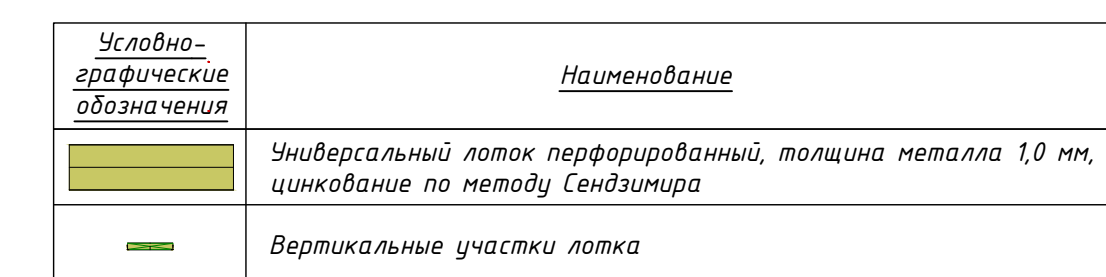 Условно-
графические
обозначения
Наименование
Универсальный лоток перфорированный, толщина металла 1,0 мм,
цинкование по методу Сендзимира
Вертикальные участки лотка